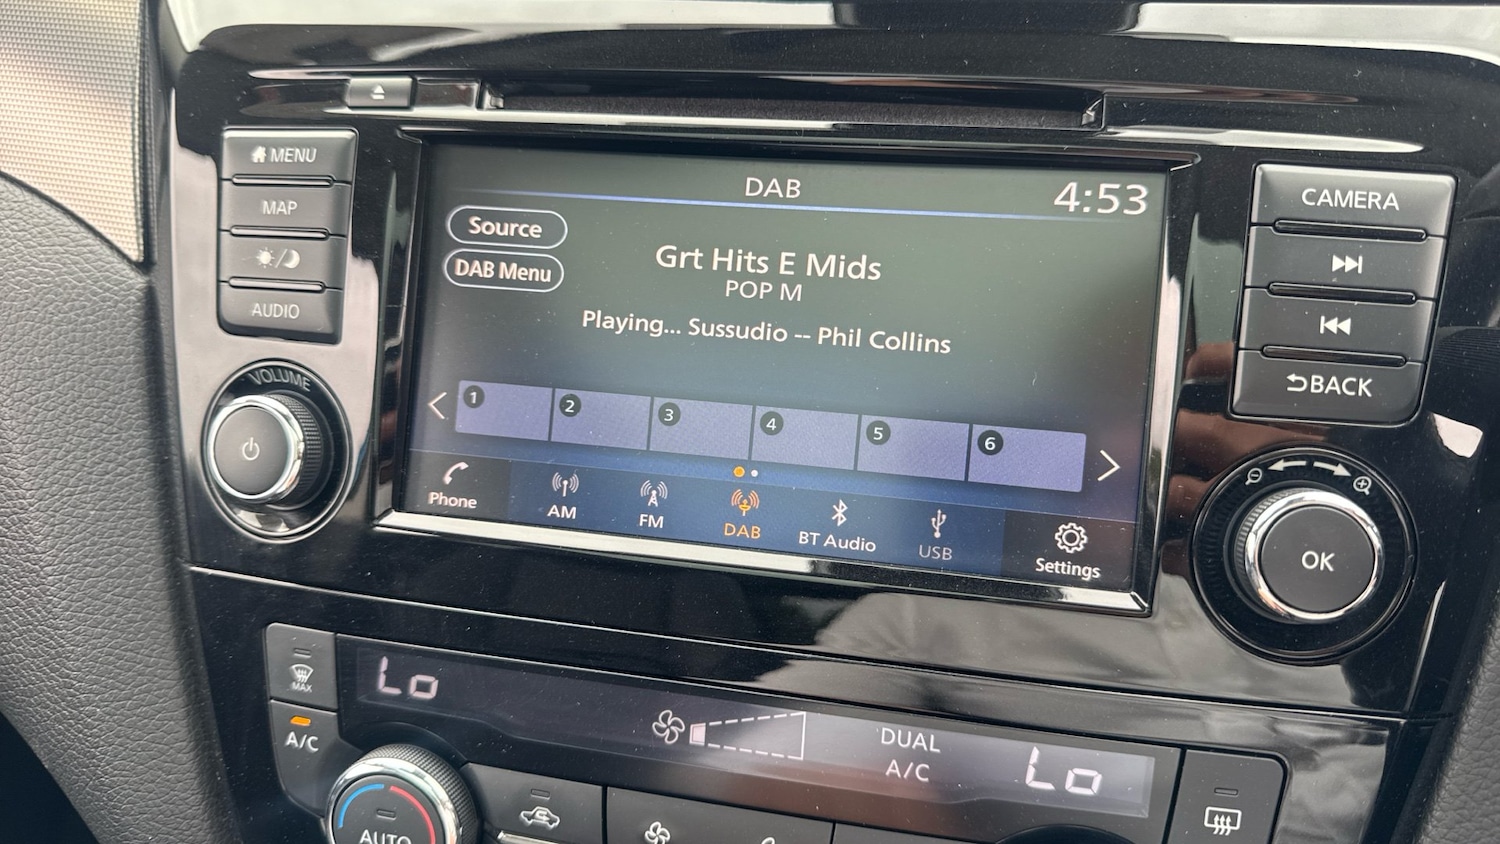 MENU
MAP
AUDIO
VOLUME
DAB
4:53
Source
DAB Menu
Grt Hits E Mids
POP M
Playing... Sussudio -- Phil Collins
1
2
3
4
5
6
Phone
AM
FM
DAB
BT Audio
USB
Settings
CAMERA
BACK
OK
MAX
A/C
Lo
DUAL
A/C
Lo
AUTO